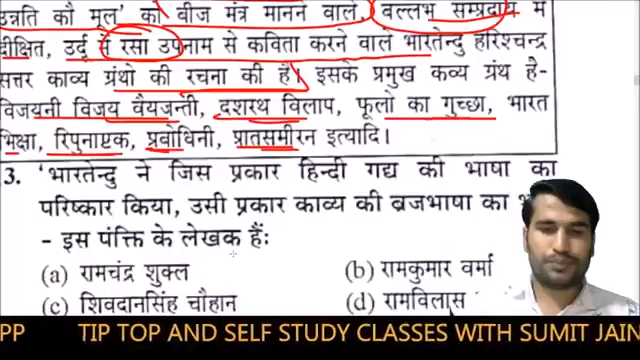 उन्नति कौ मूल' को बीज मंत्र मानने वाले, बल्लभ सम्प्रदाय में
दीक्षित, उर्दू में रसा उपनाम से कविता करने वाले भारतेन्दु हरिश्चन्द्र
सत्तर काव्य ग्रंथो की रचना की है। इसके प्रमुख कव्य ग्रंथ है-
विजयनी विजय वैयजन्ती, दशरथ विलाप, फूलो का गुच्छा, भारत
भिक्षा, रिपुनाष्टक, प्रबोधिनी, प्रातसमीरन इत्यादि।
3. 'भारतेन्दु ने जिस प्रकार हिन्दी गद्य की भाषा का
परिष्कार किया, उसी प्रकार काव्य की ब्रजभाषा का
- इस पंक्ति के लेखक हैं:
(a) रामचंद्र शुक्ल
(b) रामकुमार वर्मा
(c) शिवदानसिंह चौहान
(d) रामविलास
PP TIP TOP AND SELF STUDY CLASSES WITH SUMIT JAIN